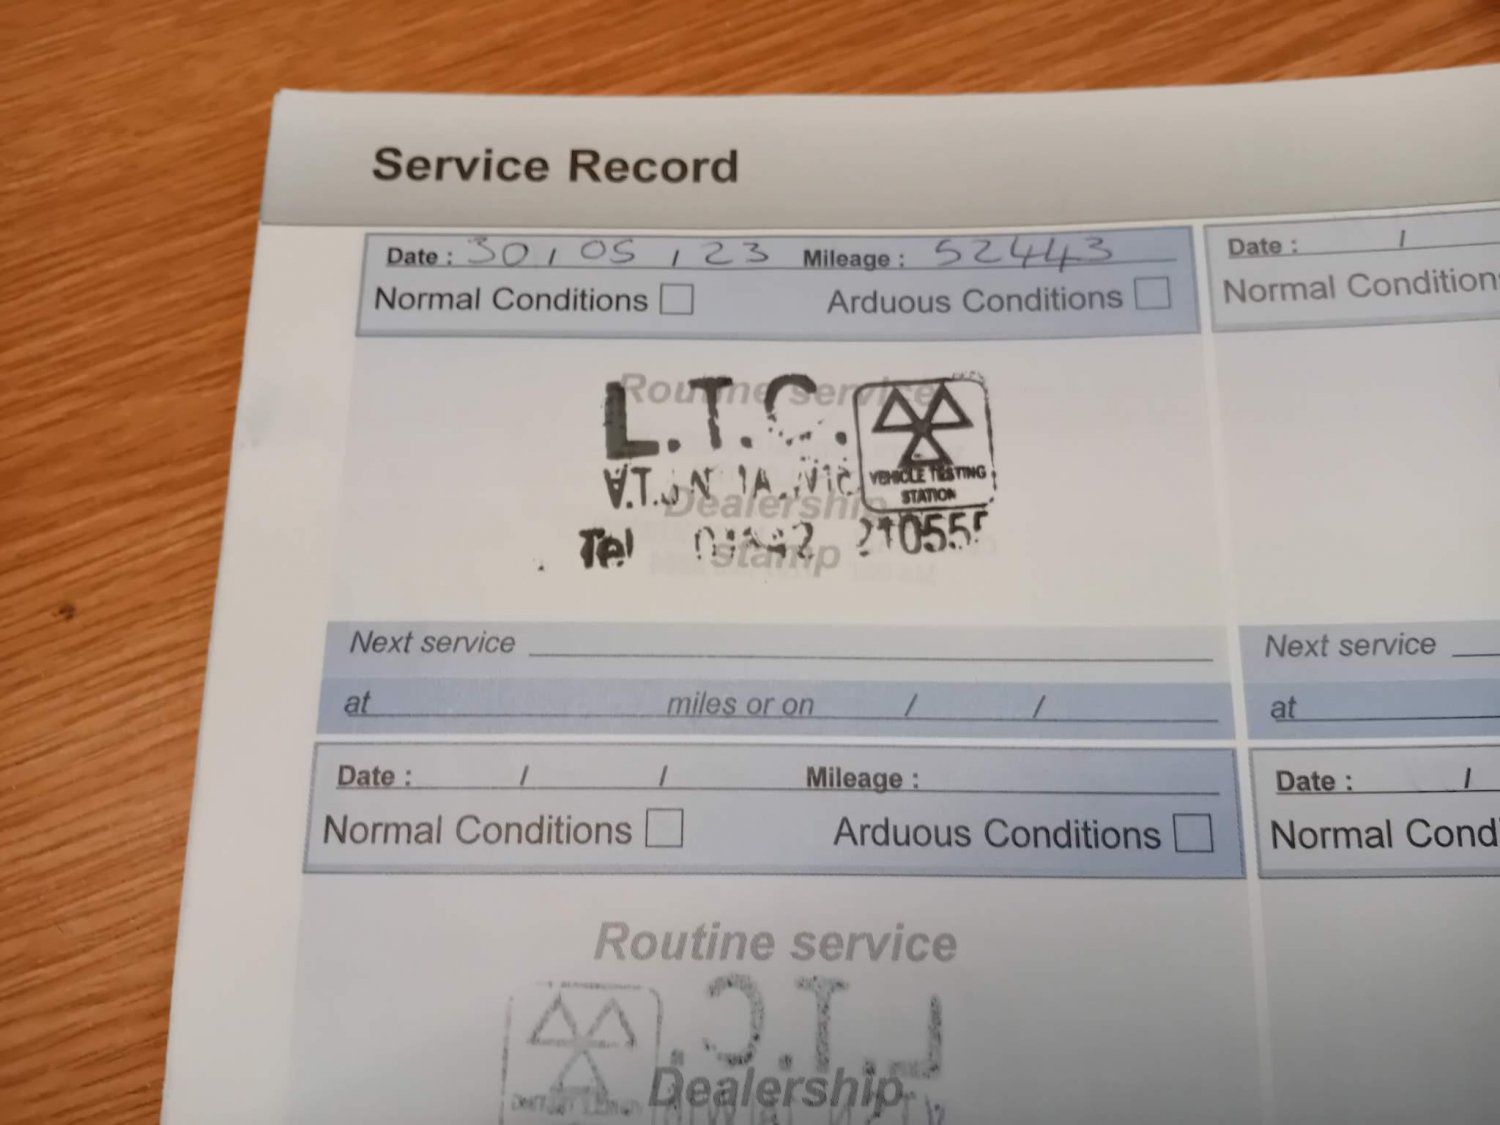 Service Record
Date : 30 / 05 / 23 Mileage : 52443
Normal Conditions Arduous Conditions
Date : /
Normal Condition
Routine service
L.T.C.
VEHICLE TESTING
STATION
Dealership
Tel 210555
stamp
Next service
at miles or on / /
Next service
at
Date : / / Mileage :
Normal Conditions Arduous Conditions
Date : /
Normal Cond
Routine service
L.T.C.
Dealership